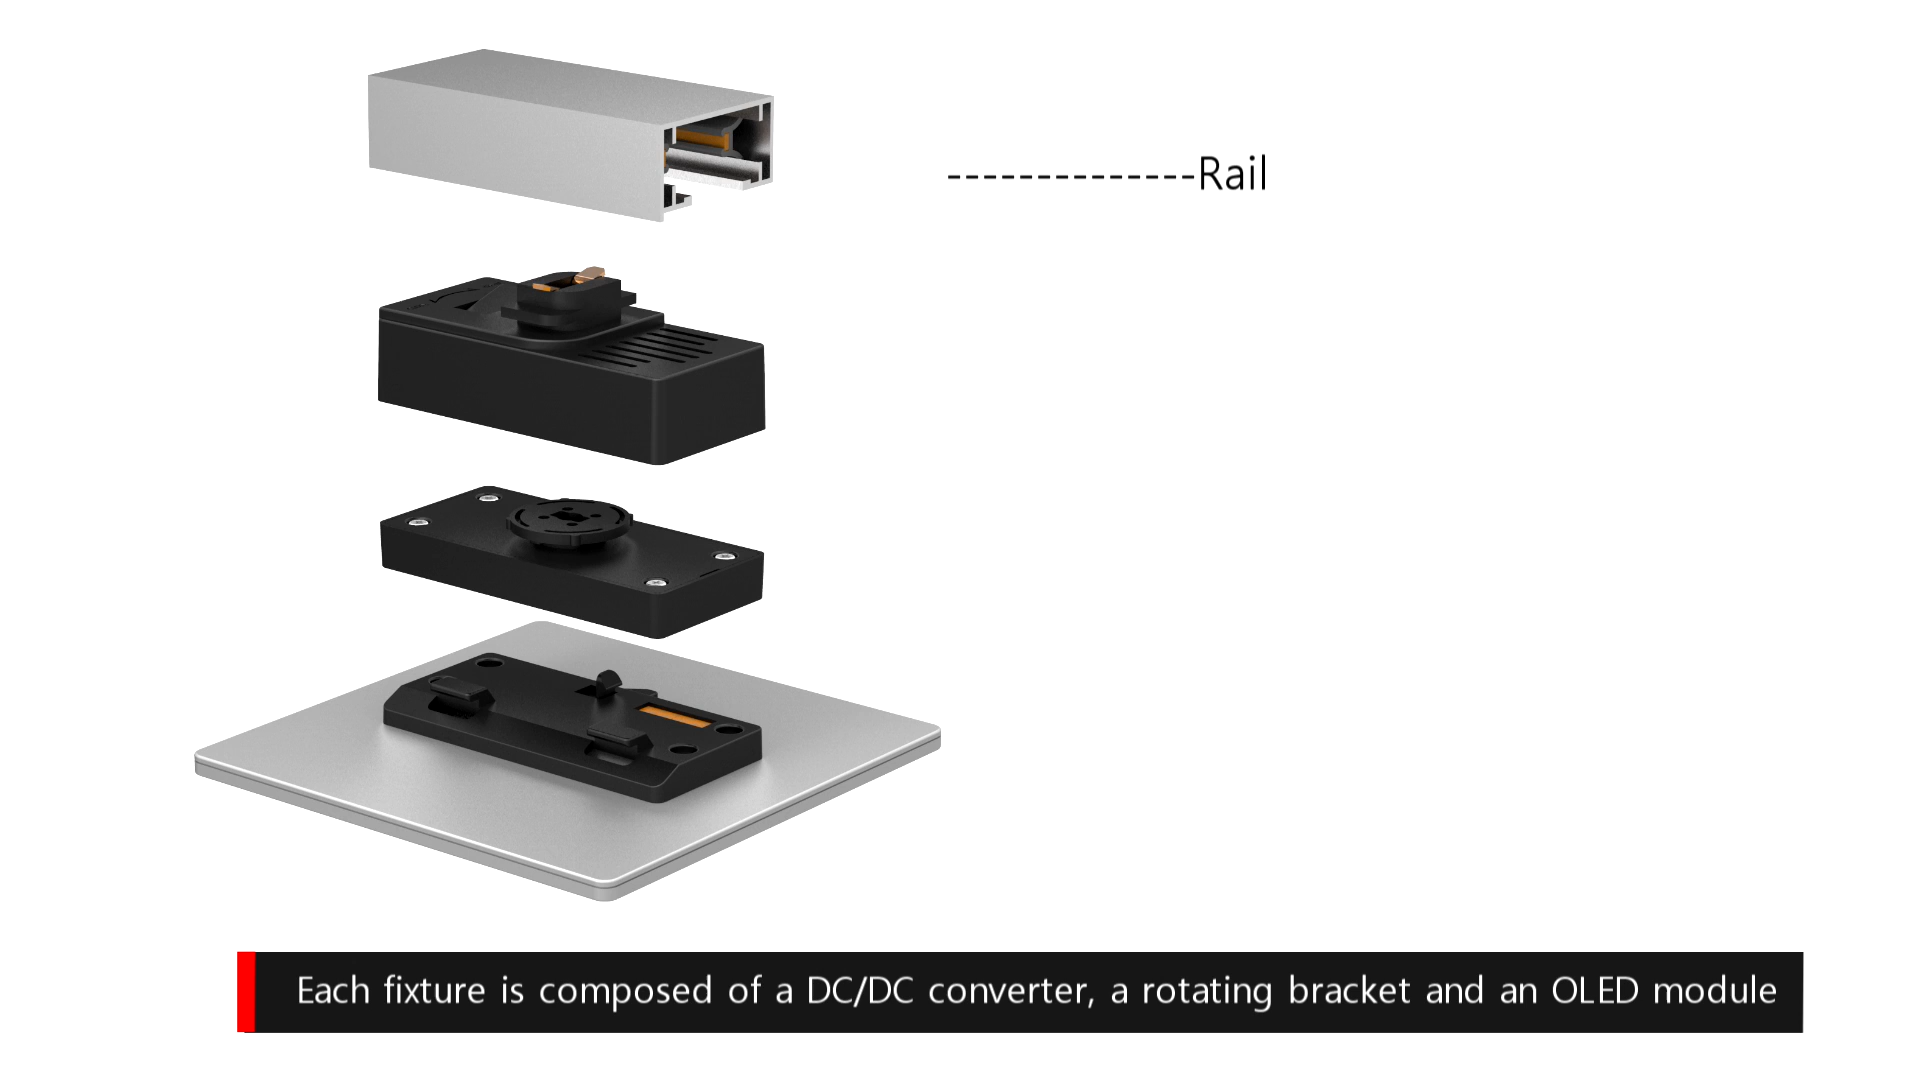 --------------Rail
Each fixture is composed of a DC/DC converter, a rotating bracket and an OLED module